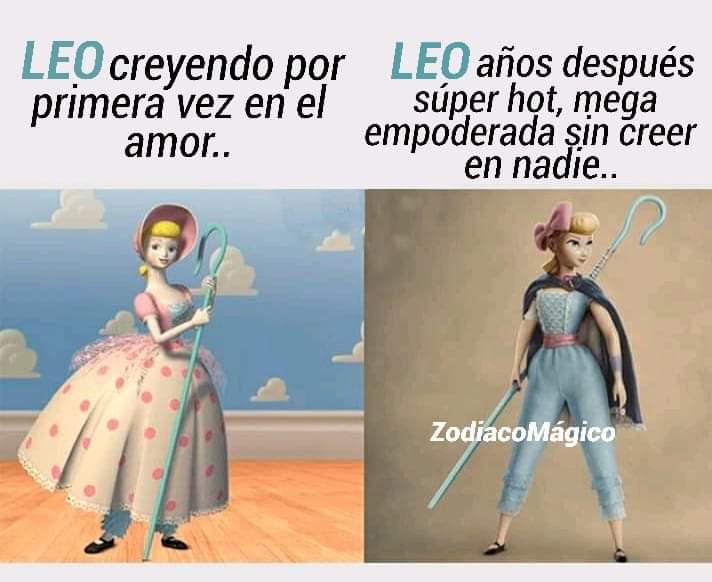 LEO creyendo por
primera vez en el
amor..
LEO años después
súper hot, mega
empoderada sin creer
en nadie..
ZodiacoMágico